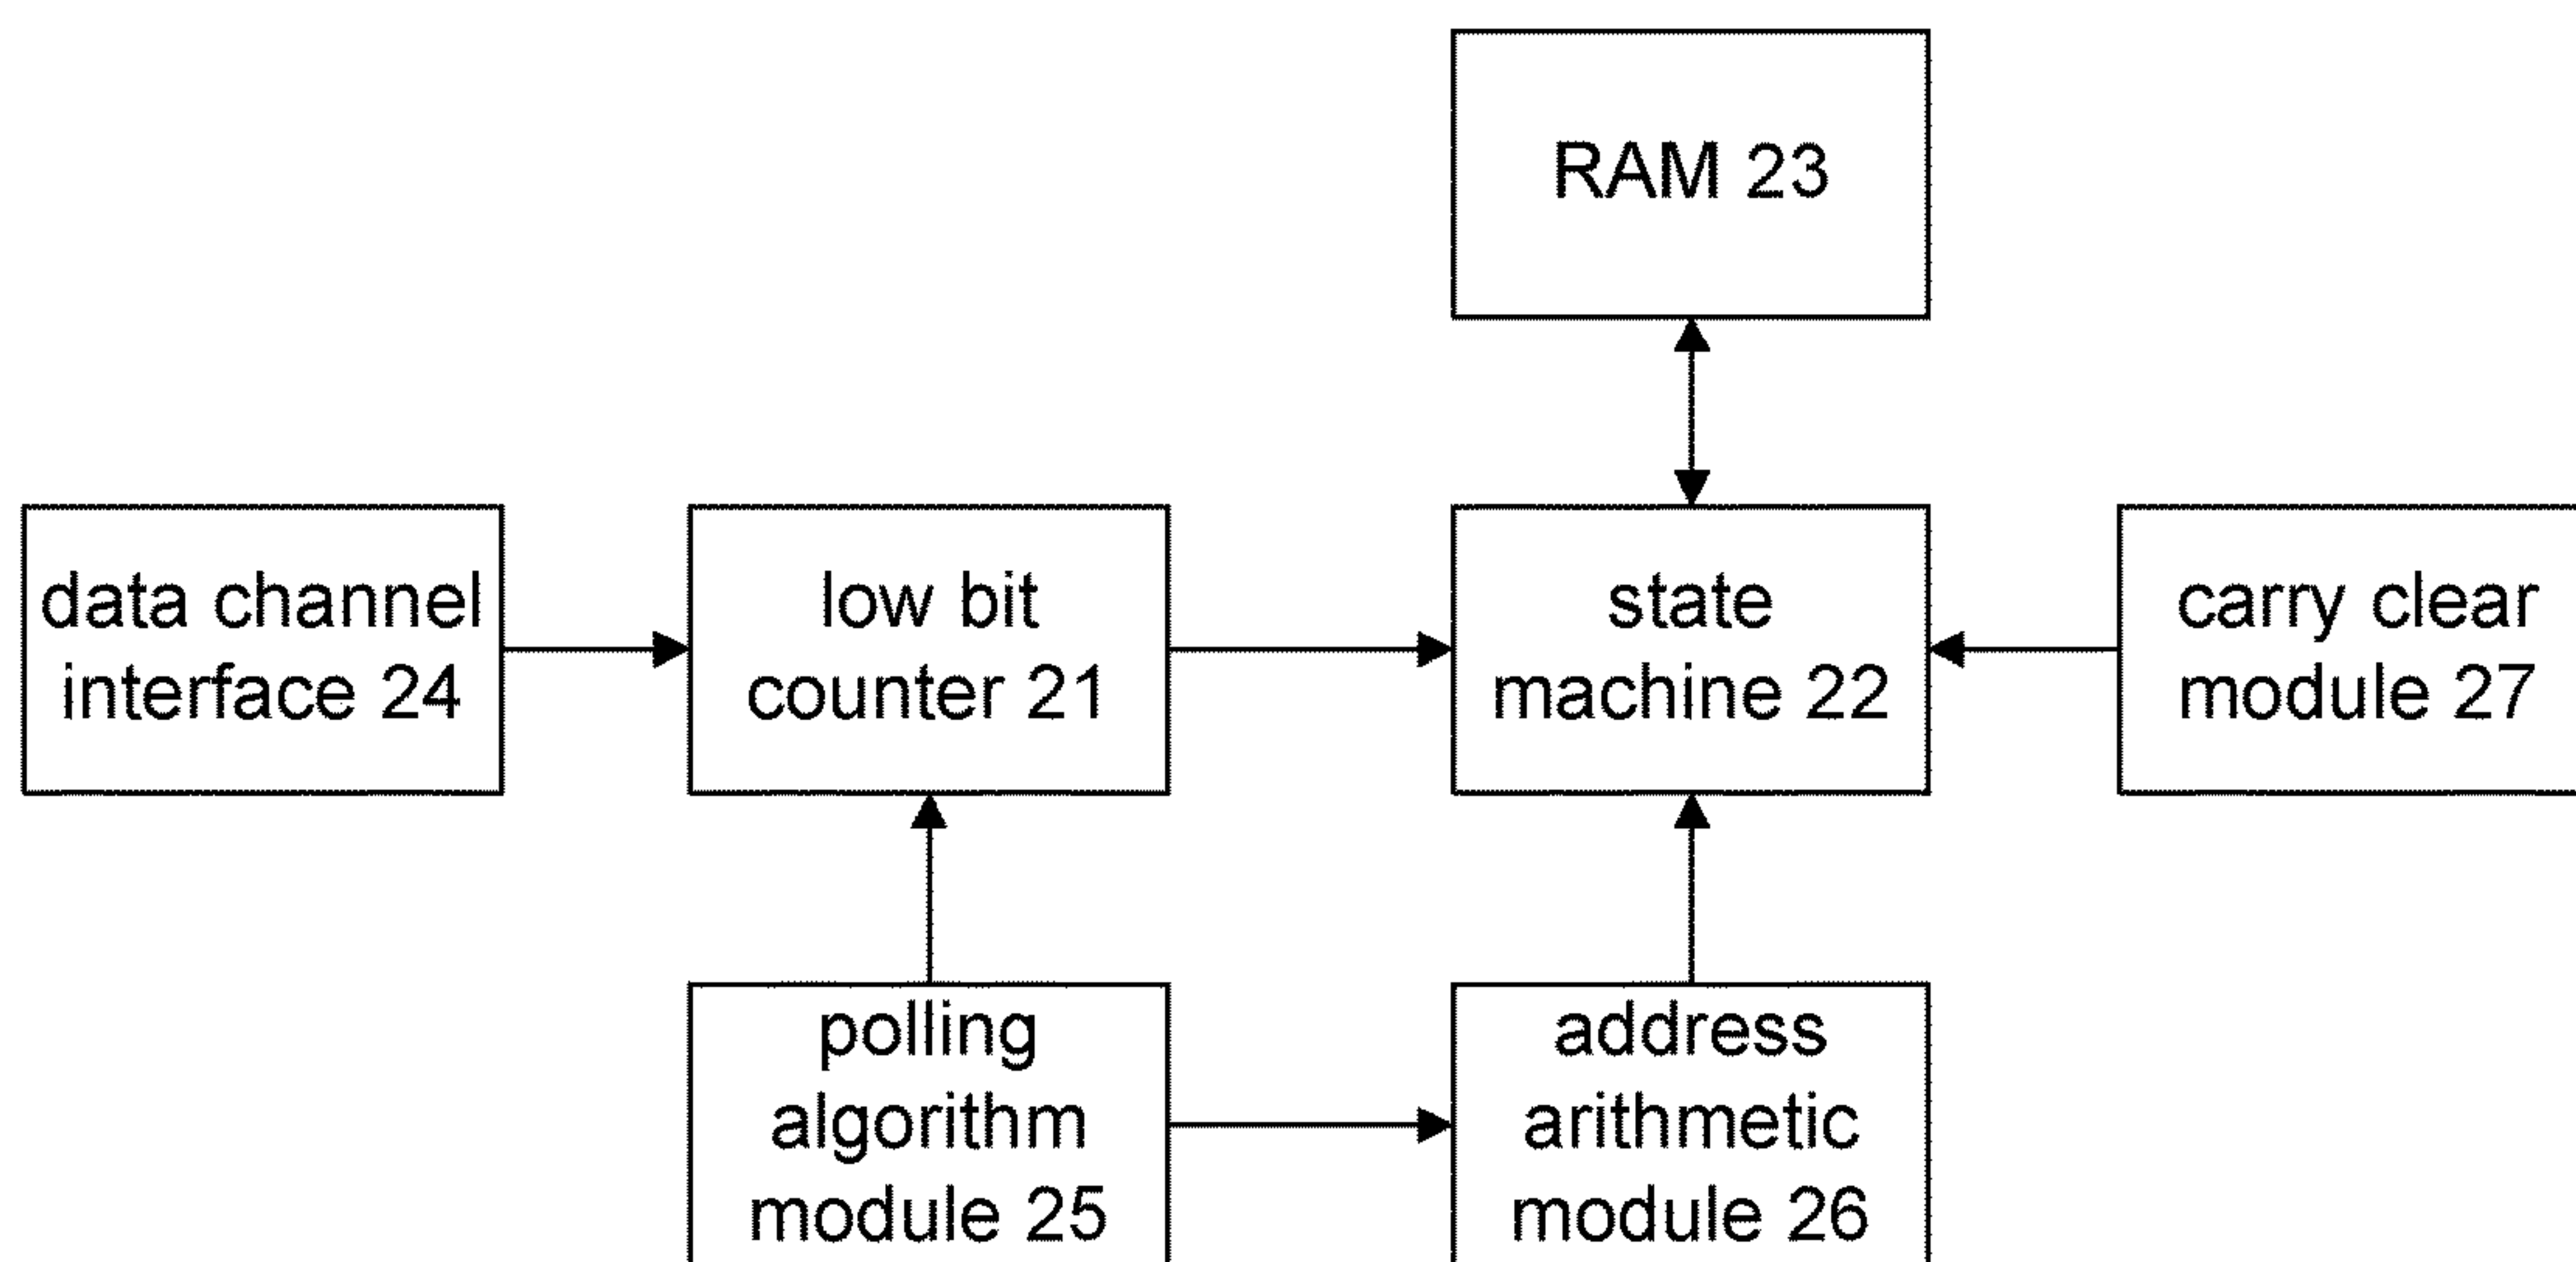 RAM 23
data channel
interface 24
low bit
counter 21
state
machine 22
carry clear
module 27
polling
algorithm
module 25
address
arithmetic
module 26